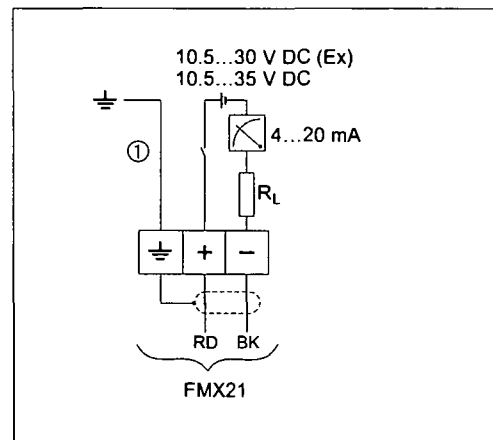 10.5...30 V DC (Ex)
10.5...35 V DC
①
4...20 mA
R_L
+
−
RD
BK
FMX21